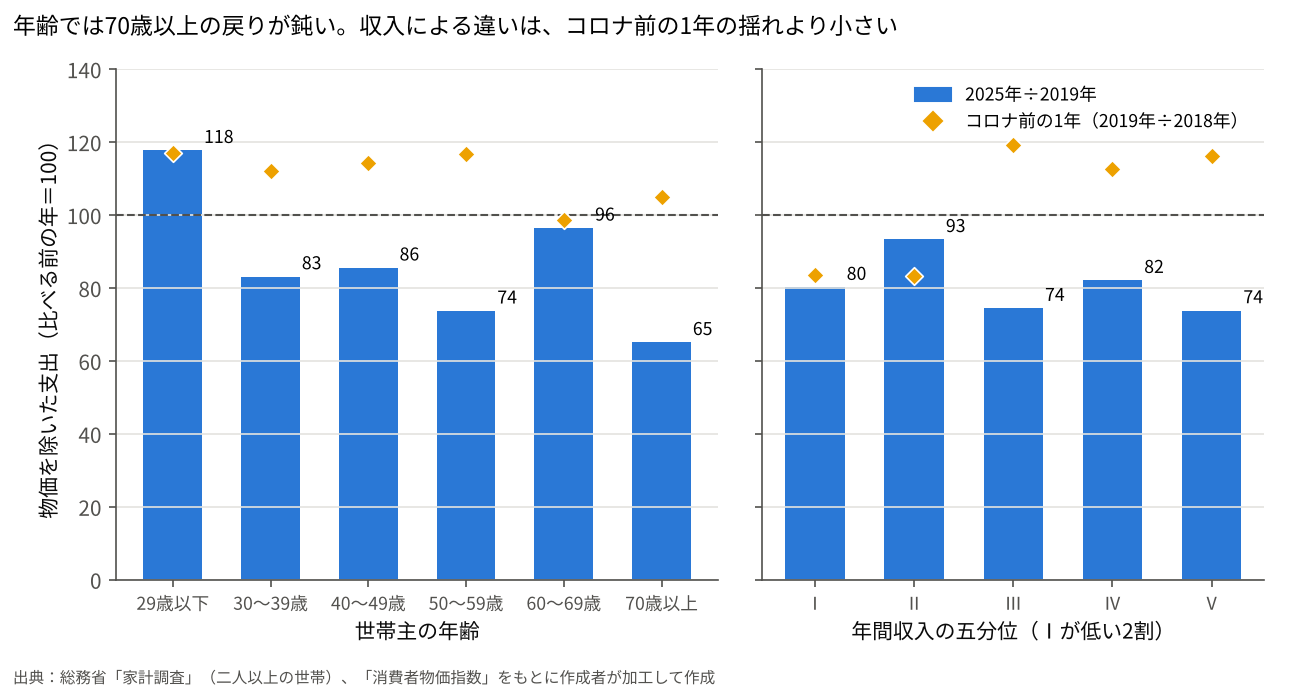 年齢では70歳以上の戻りが鈍い。収入による違いは、コロナ前の1年の揺れより小さい
物価を除いた支出（比べる前の年＝100）
140
120
100
80
60
40
20
0
118
83
86
74
96
65
29歳以下
30～39歳
40～49歳
50～59歳
60～69歳
70歳以上
世帯主の年齢
2025年÷2019年
コロナ前の1年（2019年÷2018年）
80
93
74
82
74
Ⅰ
Ⅱ
Ⅲ
Ⅳ
Ⅴ
年間収入の五分位（Ⅰが低い2割）
出典：総務省「家計調査」（二人以上の世帯）、「消費者物価指数」をもとに作成者が加工して作成